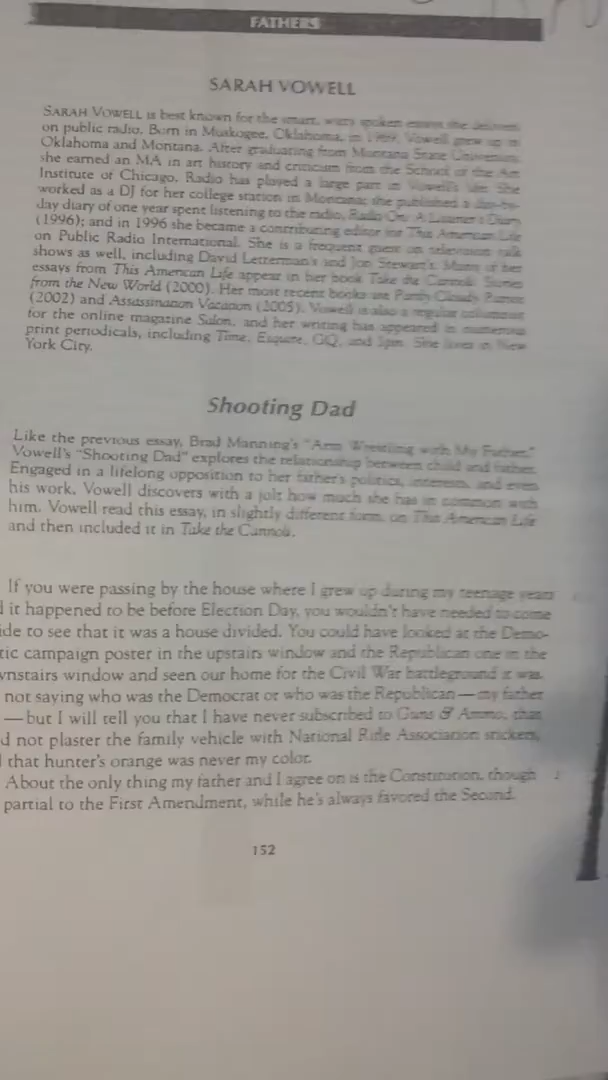 FATHERS
SARAH VOWELL
SARAH VOWELL is best known for the smart, witty spoken essays she delivers
on public radio. Born in Muskogee, Oklahoma, in 1969, Vowell grew up in
Oklahoma and Montana. After graduating from Montana State University,
she earned an MA in art history and criticism from the School of the Art
Institute of Chicago. Radio has played a large part in Vowell's life. She
worked as a DJ for her college station in Montana; she published a day-by-
day diary of one year spent listening to the radio, Radio On: A Listener's Diary
(1996); and in 1996 she became a contributing editor for This American Life
on Public Radio International. She is a frequent guest on television talk
shows as well, including David Letterman's and Jon Stewart's. Many of her
essays from This American Life appear in her book Take the Cannoli: Stories
from the New World (2000). Her most recent books are Partly Cloudy Patriot
(2002) and Assassination Vacation (2005). Vowell is also a regular columnist
for the online magazine Salon, and her writing has appeared in numerous
print periodicals, including Time, Esquire, GQ, and Spin. She lives in New
York City.
Shooting Dad
Like the previous essay, Brad Manning's "Arm Wrestling with My Father,"
Vowell's "Shooting Dad" explores the relationship between child and father.
Engaged in a lifelong opposition to her father's politics, interests, and even
his work, Vowell discovers with a jolt how much she has in common with
him. Vowell read this essay, in slightly different form, on This American Life
and then included it in Take the Cannoli.
If you were passing by the house where I grew up during my teenage years
it happened to be before Election Day, you wouldn't have needed to come
ide to see that it was a house divided. You could have looked at the Demo-
tic campaign poster in the upstairs window and the Republican one in the
wnstairs window and seen our home for the Civil War battleground it was.
not saying who was the Democrat or who was the Republican—my father
—but I will tell you that I have never subscribed to Guns & Ammo, that
d not plaster the family vehicle with National Rifle Association stickers,
that hunter's orange was never my color.
About the only thing my father and I agree on is the Constitution, though
partial to the First Amendment, while he's always favored the Second.
152